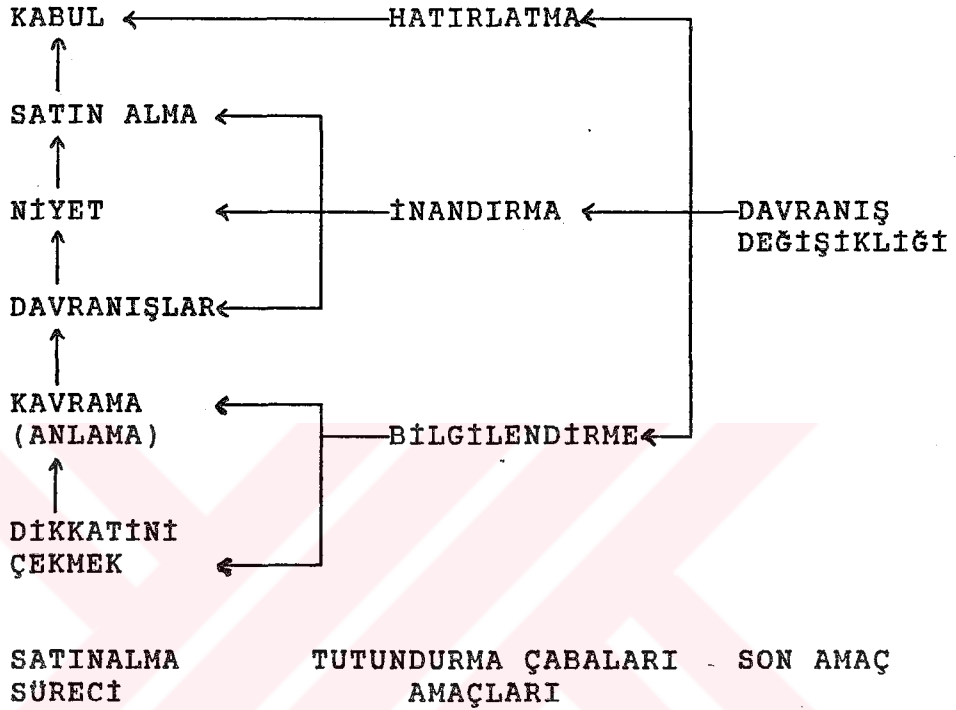 KABUL HATIRLATMA
SATIN ALMA
NİYET İNANDIRMA DAVRANIŞ
DEĞİŞİKLİĞİ
DAVRANIŞLAR
KAVRAMA
(ANLAMA) BİLGİLENDİRME
DİKKATİNİ
ÇEKMEK
SATINALMA TUTUNDURMA ÇABALARI SON AMAÇ
SÜRECİ AMAÇLARI